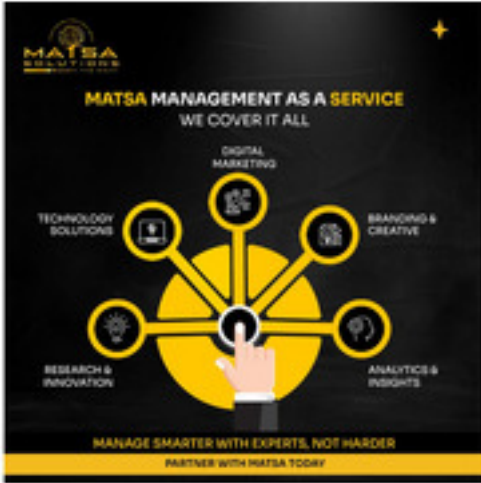 MATSA
SOLUTIONS
MATSA MANAGEMENT AS A SERVICE
WE COVER IT ALL
DIGITAL
MARKETING
TECHNOLOGY
SOLUTIONS
BRANDING &
CREATIVE
RESEARCH &
INNOVATION
ANALYTICS &
INSIGHTS
MANAGE SMARTER WITH EXPERTS, NOT HARDER
PARTNER WITH MATSA TODAY